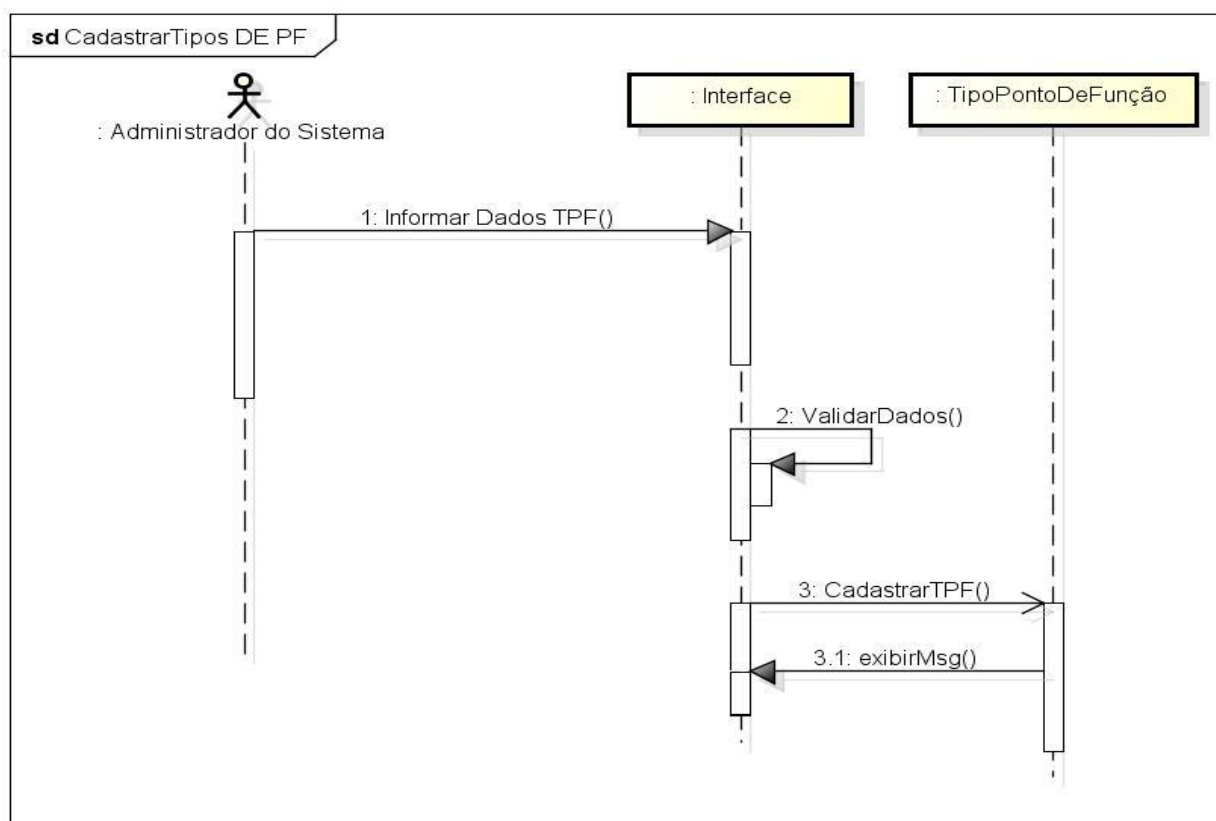 sd CadastrarTipos DE PF
: Administrador do Sistema
: Interface
: TipoPontoDeFunção
1: Informar Dados TPF()
2: ValidarDados()
3: CadastrarTPF()
3.1: exibirMsg()